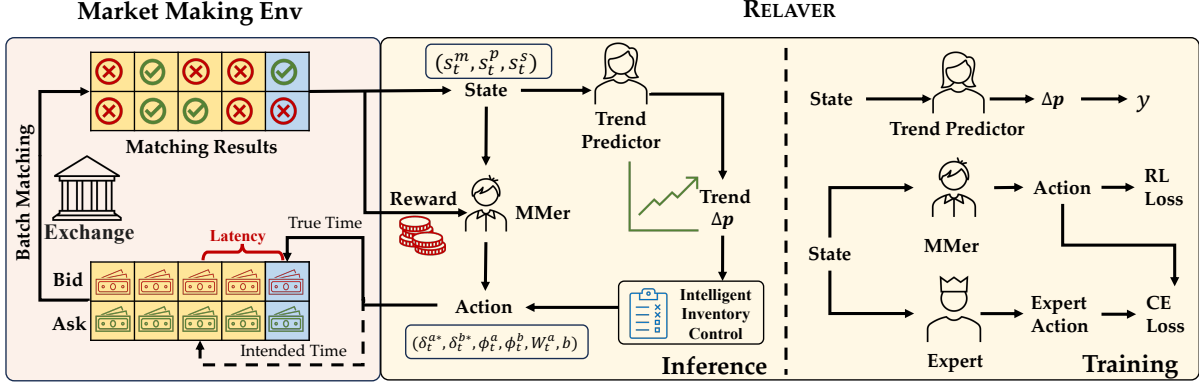 Market Making Env
RELAVER
Batch Matching
Matching Results
Exchange
True Time
Latency
Bid
Ask
Intended Time
(s_t^m, s_t^p, s_t^s)
State
Trend
Predictor
Reward
MMer
Trend
Δp
Action
Intelligent
Inventory
Control
(δ_t^{a*}, δ_t^{b*}, ϕ_t^a, ϕ_t^b, W_t^a, b)
Inference
State
Trend Predictor
Δp
y
State
MMer
Action
RL
Loss
Expert
Expert
Action
CE
Loss
Training